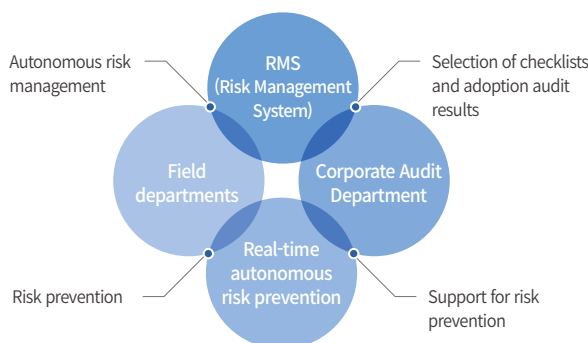 Autonomous risk
management
RMS
(Risk Management
System)
Selection of checklists
and adoption audit
results
Field
departments
Corporate Audit
Department
Real-time
autonomous
risk prevention
Risk prevention
Support for risk
prevention